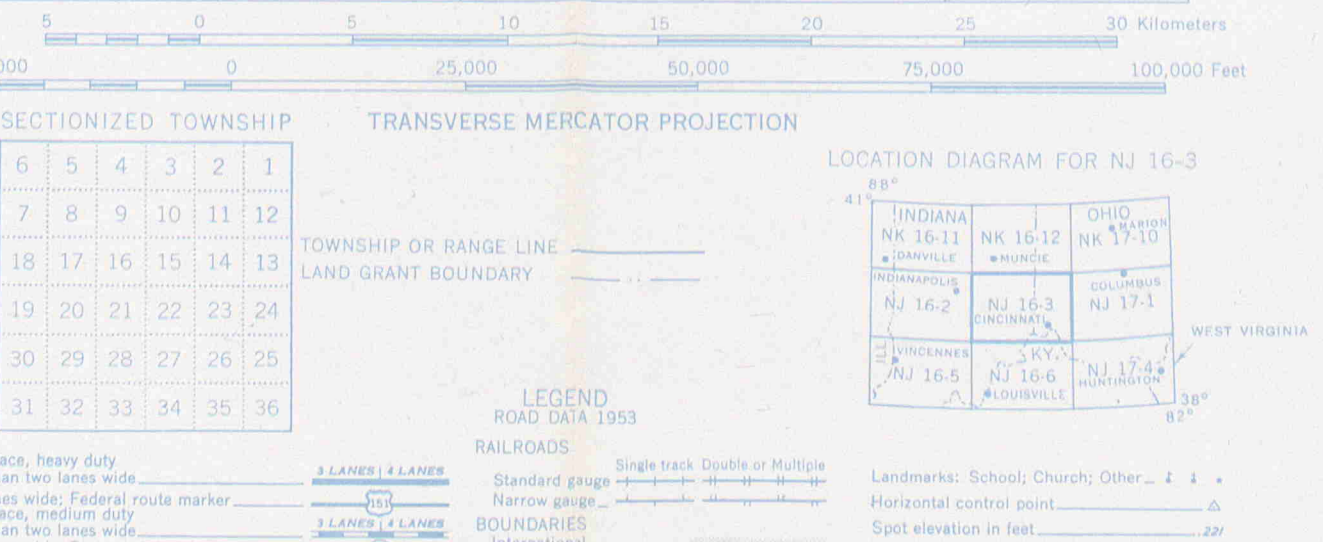 5 0 5 10 15 20 25 30 Kilometers
000 0 25,000 50,000 75,000 100,000 Feet
SECTIONIZED TOWNSHIP
6 5 4 3 2 1
7 8 9 10 11 12
18 17 16 15 14 13
19 20 21 22 23 24
30 29 28 27 26 25
31 32 33 34 35 36
TRANSVERSE MERCATOR PROJECTION
TOWNSHIP OR RANGE LINE
LAND GRANT BOUNDARY
LOCATION DIAGRAM FOR NJ 16-3
88°
41°
INDIANA
NK 16-11
DANVILLE
NK 16-12
MUNCIE
OHIO
MARION
NK 17-10
INDIANAPOLIS
NJ 16-2
NJ 16-3
CINCINNATI
COLUMBUS
NJ 17-1
WEST VIRGINIA
ILL
VINCENNES
NJ 16-5
KY.
NJ 16-6
LOUISVILLE
NJ 17-4
HUNTINGTON
38°
82°
LEGEND
ROAD DATA 1953
ace, heavy duty
an two lanes wide 3 LANES | 4 LANES
es wide; Federal route marker 151
ace, medium duty
an two lanes wide 3 LANES | 4 LANES
RAILROADS
Single track Double or Multiple
Standard gauge
Narrow gauge
BOUNDARIES
International
Landmarks: School; Church; Other
Horizontal control point
Spot elevation in feet .221